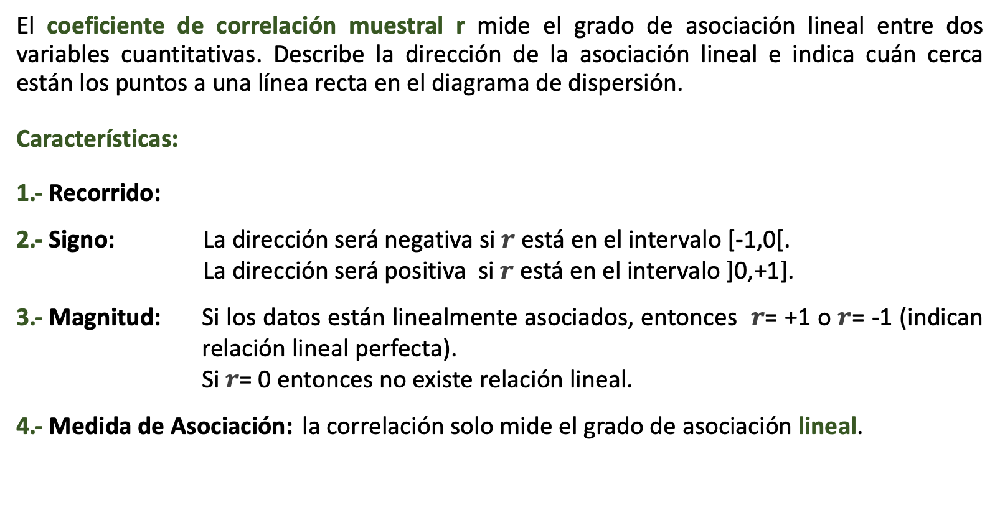 El coeficiente de correlación muestral r mide el grado de asociación lineal entre dos
variables cuantitativas. Describe la dirección de la asociación lineal e indica cuán cerca
están los puntos a una línea recta en el diagrama de dispersión.
Características:
1.- Recorrido:
2.- Signo: La dirección será negativa si r está en el intervalo [-1,0[.
La dirección será positiva si r está en el intervalo ]0,+1].
3.- Magnitud: Si los datos están linealmente asociados, entonces r= +1 o r= -1 (indican
relación lineal perfecta).
Si r= 0 entonces no existe relación lineal.
4.- Medida de Asociación: la correlación solo mide el grado de asociación lineal.